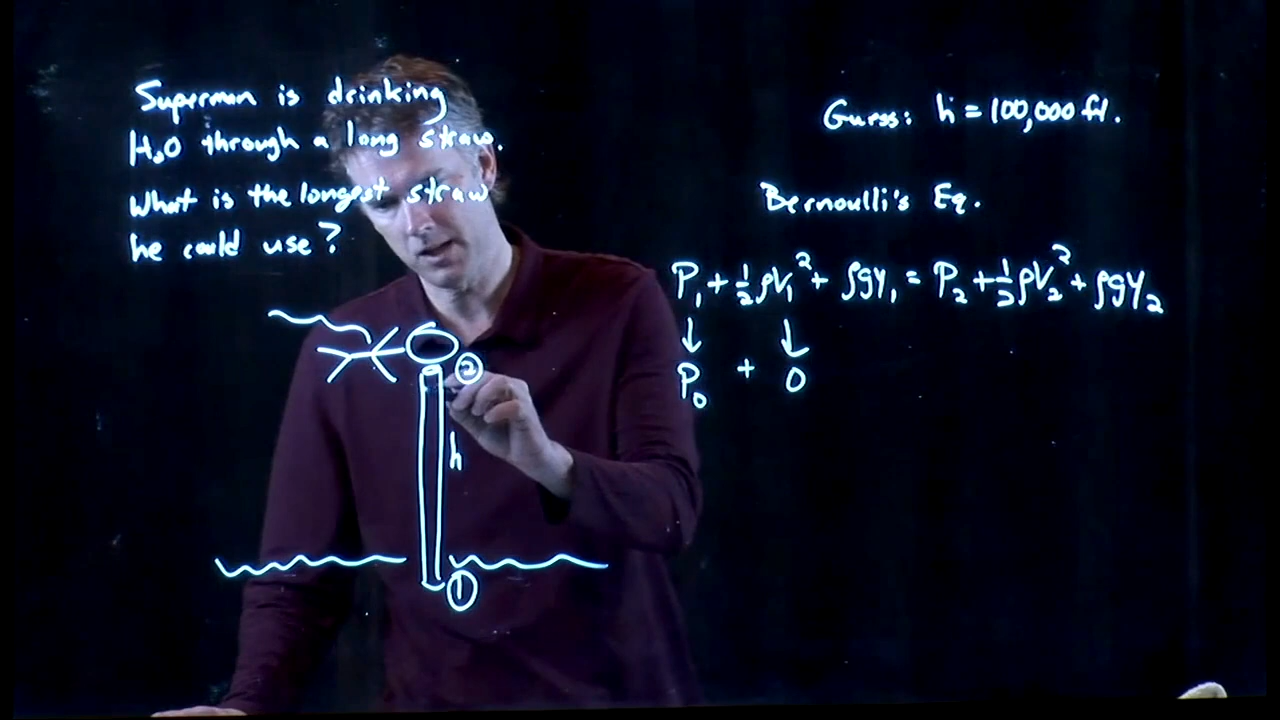 Superman is drinking
H₂O through a long straw.
What is the longest straw
he could use?
Guess: h = 100,000 ft.
Bernoulli's Eq.
P₁ + ½ρV₁² + ρgy₁ = P₂ + ½ρV₂² + ρgy₂
↓ ↓
P₀ + 0
②
h
①